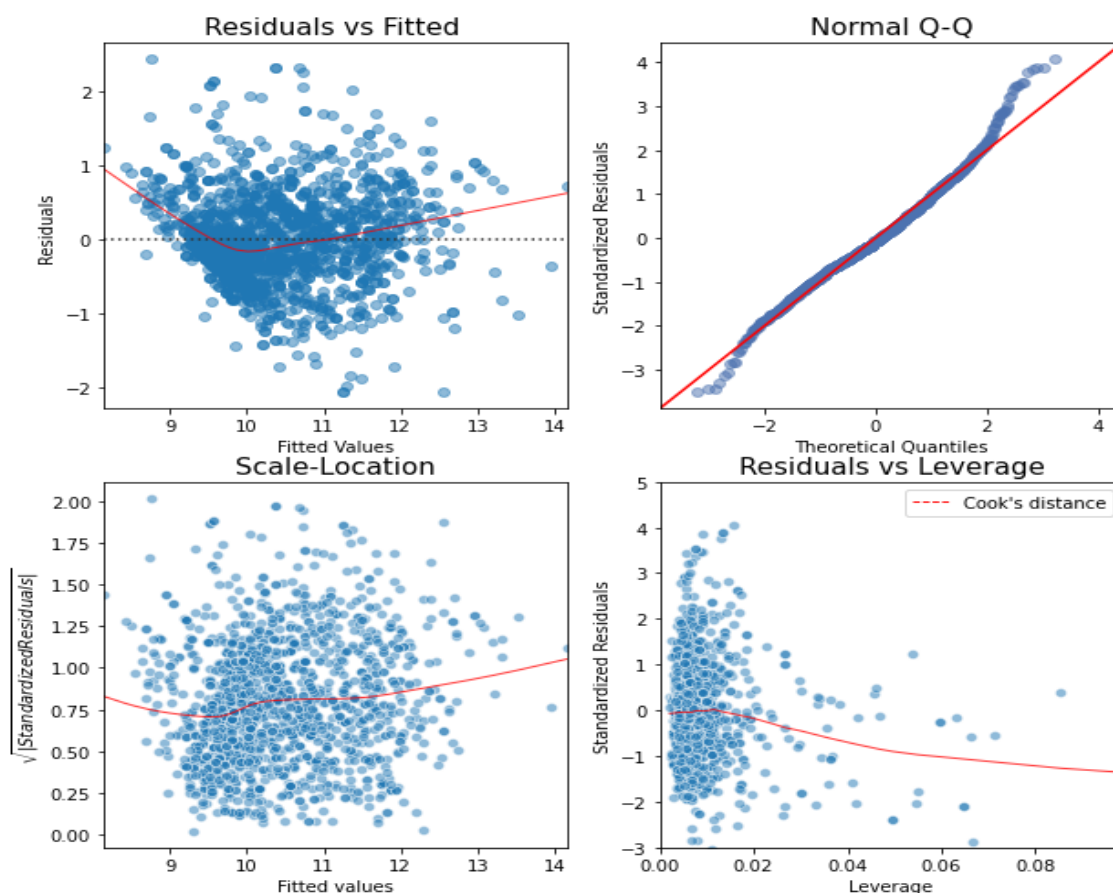 Residuals vs Fitted
Residuals
2
1
0
−1
−2
9 10 11 12 13 14
Fitted Values
Normal Q-Q
Standardized Residuals
4
3
2
1
0
−1
−2
−3
−2 0 2 4
Theoretical Quantiles
Scale-Location
√|StandardizedResiduals|
2.00
1.75
1.50
1.25
1.00
0.75
0.50
0.25
0.00
9 10 11 12 13 14
Fitted values
Residuals vs Leverage
Cook's distance
Standardized Residuals
5
4
3
2
1
0
−1
−2
−3
0.00 0.02 0.04 0.06 0.08
Leverage